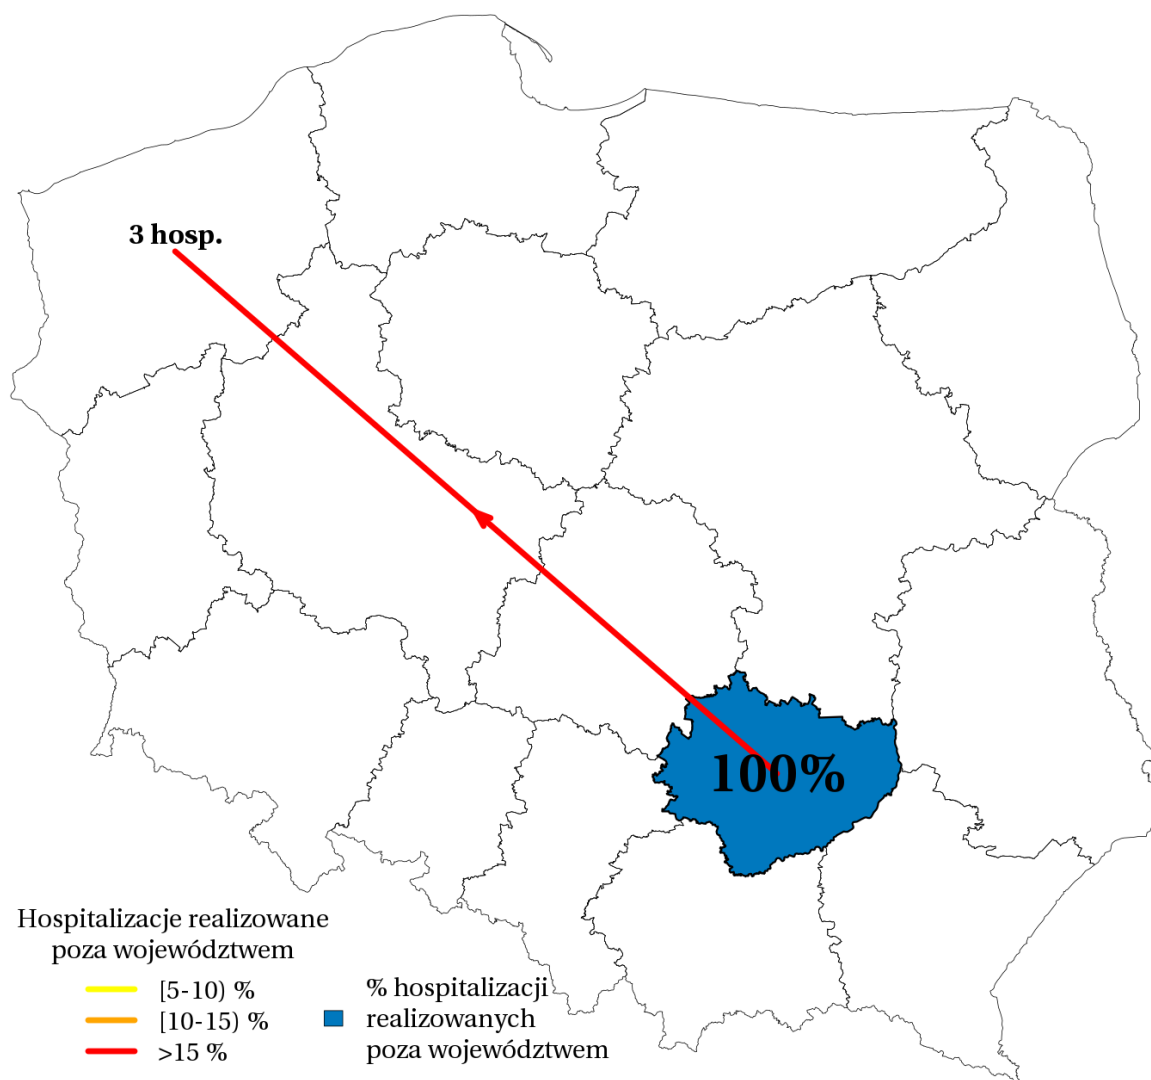 3 hosp.
100%
Hospitalizacje realizowane
poza województwem
[5-10) %
[10-15) %
>15 %
% hospitalizacji
realizowanych
poza województwem